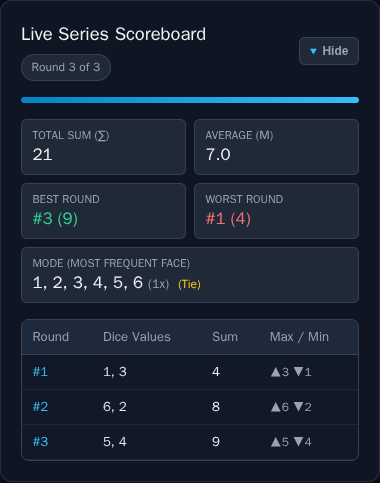 Live Series Scoreboard
Round 3 of 3
▼ Hide
TOTAL SUM (∑)
21
AVERAGE (M)
7.0
BEST ROUND
#3 (9)
WORST ROUND
#1 (4)
MODE (MOST FREQUENT FACE)
1, 2, 3, 4, 5, 6 (1x) (Tie)
Round Dice Values Sum Max / Min
#1 1, 3 4 ▲3 ▼1
#2 6, 2 8 ▲6 ▼2
#3 5, 4 9 ▲5 ▼4